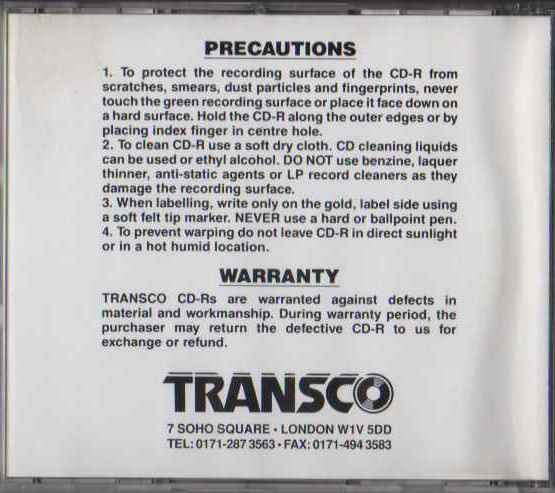 PRECAUTIONS
1. To protect the recording surface of the CD-R from
scratches, smears, dust particles and fingerprints, never
touch the green recording surface or place it face down on
a hard surface. Hold the CD-R along the outer edges or by
placing index finger in centre hole.
2. To clean CD-R use a soft dry cloth. CD cleaning liquids
can be used or ethyl alcohol. DO NOT use benzine, laquer
thinner, anti-static agents or LP record cleaners as they
damage the recording surface.
3. When labelling, write only on the gold, label side using
a soft felt tip marker. NEVER use a hard or ballpoint pen.
4. To prevent warping do not leave CD-R in direct sunlight
or in a hot humid location.
WARRANTY
TRANSCO CD-Rs are warranted against defects in
material and workmanship. During warranty period, the
purchaser may return the defective CD-R to us for
exchange or refund.
TRANSCO
7 SOHO SQUARE • LONDON W1V 5DD
TEL: 0171-287 3563 • FAX: 0171-494 3583